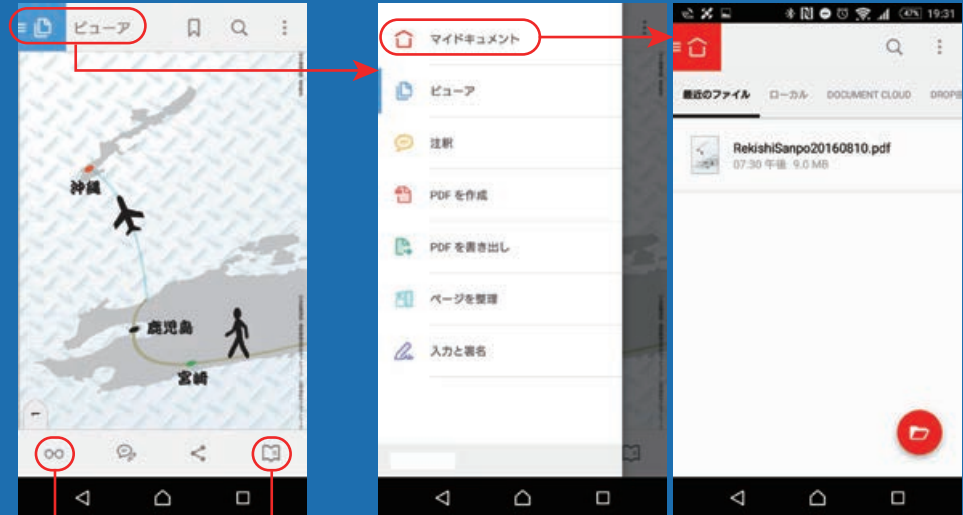 ビューア
沖縄
鹿児島
宮崎
1
マイドキュメント
ビューア
注釈
PDF を作成
PDF を書き出し
ページを整理
入力と署名
47% 19:31
最近のファイル ローカル DOCUMENT CLOUD DROPB
RekishiSanpo20160810.pdf
07:30 午後 9.0 MB